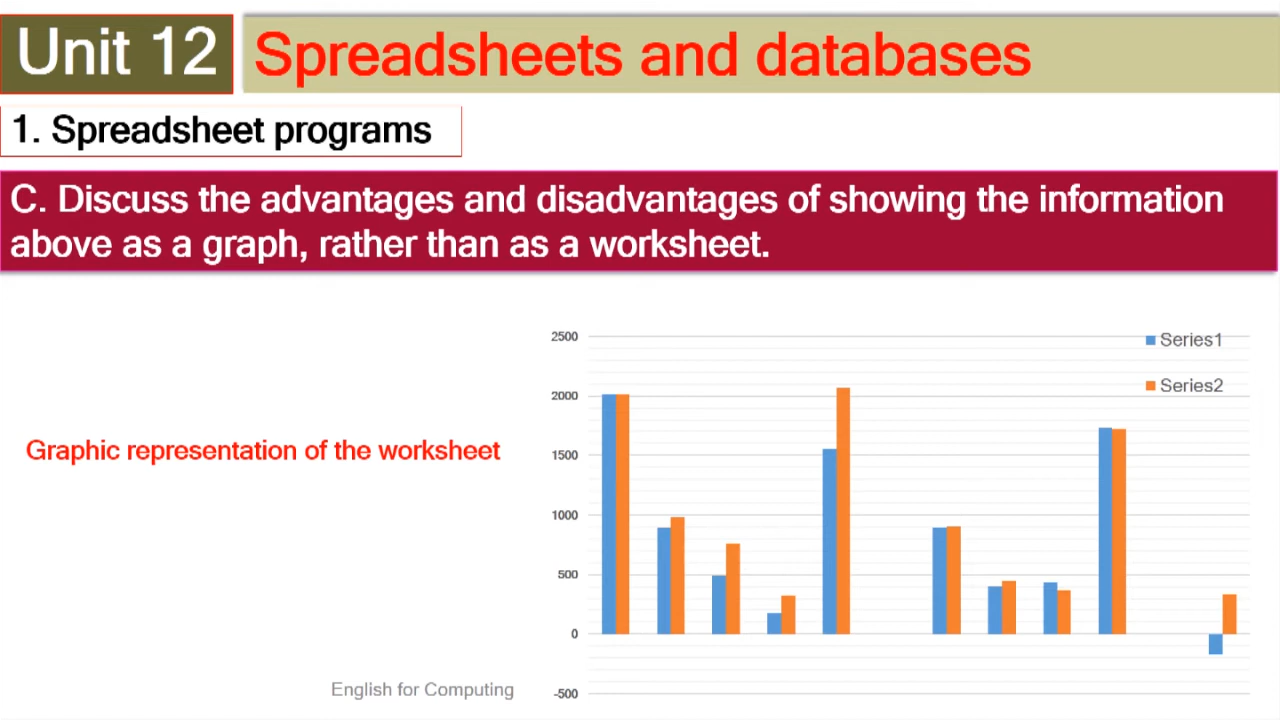 Unit 12
Spreadsheets and databases
1. Spreadsheet programs
C. Discuss the advantages and disadvantages of showing the information
above as a graph, rather than as a worksheet.
Graphic representation of the worksheet
2500
2000
1500
1000
500
0
-500
Series1
Series2
English for Computing